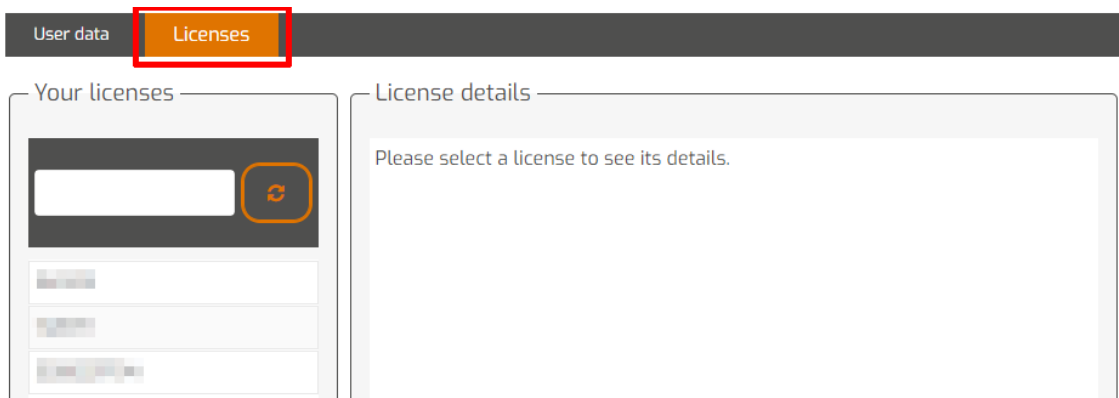 User data
Licenses
Your licenses
License details
Please select a license to see its details.